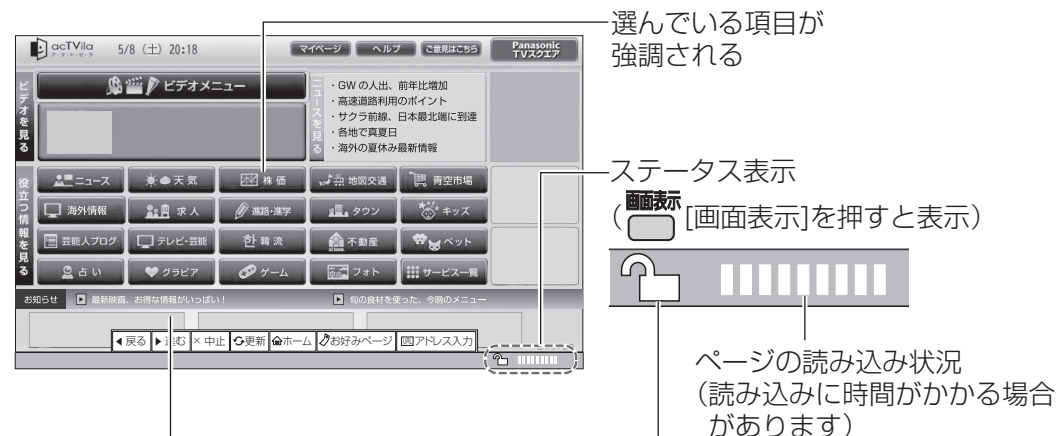 選んでいる項目が
強調される
acTVila
ア・ク・ト・ビ・ラ
5/8 (土) 20:18
マイページ
ヘルプ
ご意見はこちら
Panasonic
TVスクエア
ビデオを見る
ビデオメニュー
ニュースを見る
・GW の人出、前年比増加
・高速道路利用のポイント
・サクラ前線、日本最北端に到達
・各地で真夏日
・海外の夏休み最新情報
役立つ情報を見る
ニュース
天気
株価
地図交通
青空市場
海外情報
求人
進路・進学
タウン
キッズ
芸能人ブログ
テレビ・芸能
한 韓流
不動産
ペット
占い
グラビア
ゲーム
フォト
サービス一覧
お知らせ
最新映画、お得な情報がいっぱい!
旬の食材を使った、今晩のメニュー
戻る
進む
× 中止
更新
ホーム
お好みページ
アドレス入力
ステータス表示
画面表示
( [画面表示]を押すと表示)
ページの読み込み状況
(読み込みに時間がかかる場合
があります)